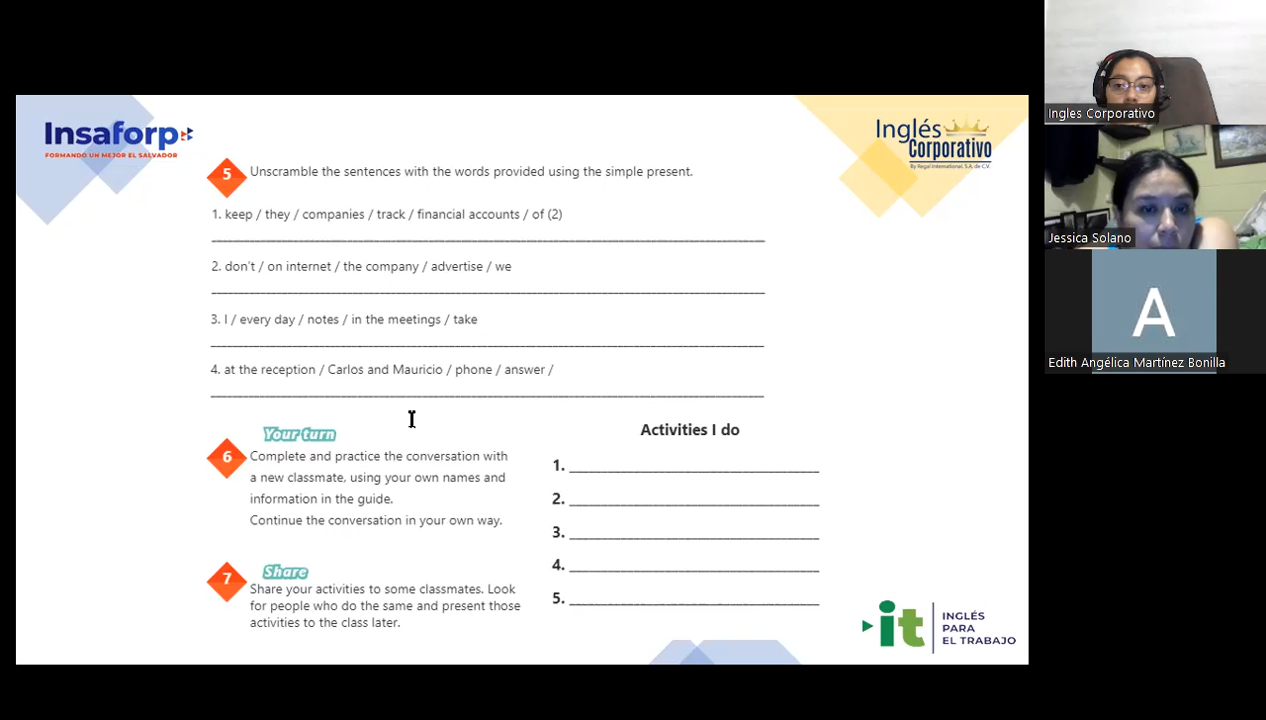 Insaforp
FORMANDO UN MEJOR EL SALVADOR
Inglés
Corporativo
By Regal International, S.A. de C.V.
5 Unscramble the sentences with the words provided using the simple present.
1. keep / they / companies / track / financial accounts / of (2)
2. don't / on internet / the company / advertise / we
3. I / every day / notes / in the meetings / take
4. at the reception / Carlos and Mauricio / phone / answer /
Your turn
6 Complete and practice the conversation with
a new classmate, using your own names and
information in the guide.
Continue the conversation in your own way.
7 Share
Share your activities to some classmates. Look
for people who do the same and present those
activities to the class later.
Activities I do
1.
2.
3.
4.
5.
it
INGLÉS
PARA
EL TRABAJO
Ingles Corporativo
Jessica Solano
A
Edith Angélica Martínez Bonilla